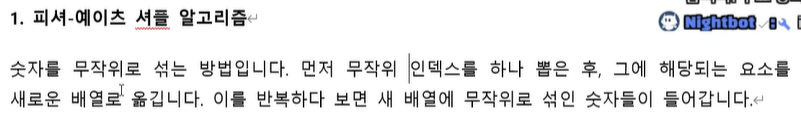 1. 피셔-예이츠 셔플 알고리즘
Nightbot
숫자를 무작위로 섞는 방법입니다. 먼저 무작위 인덱스를 하나 뽑은 후, 그에 해당되는 요소를
새로운 배열로 옮깁니다. 이를 반복하다 보면 새 배열에 무작위로 섞인 숫자들이 들어갑니다.